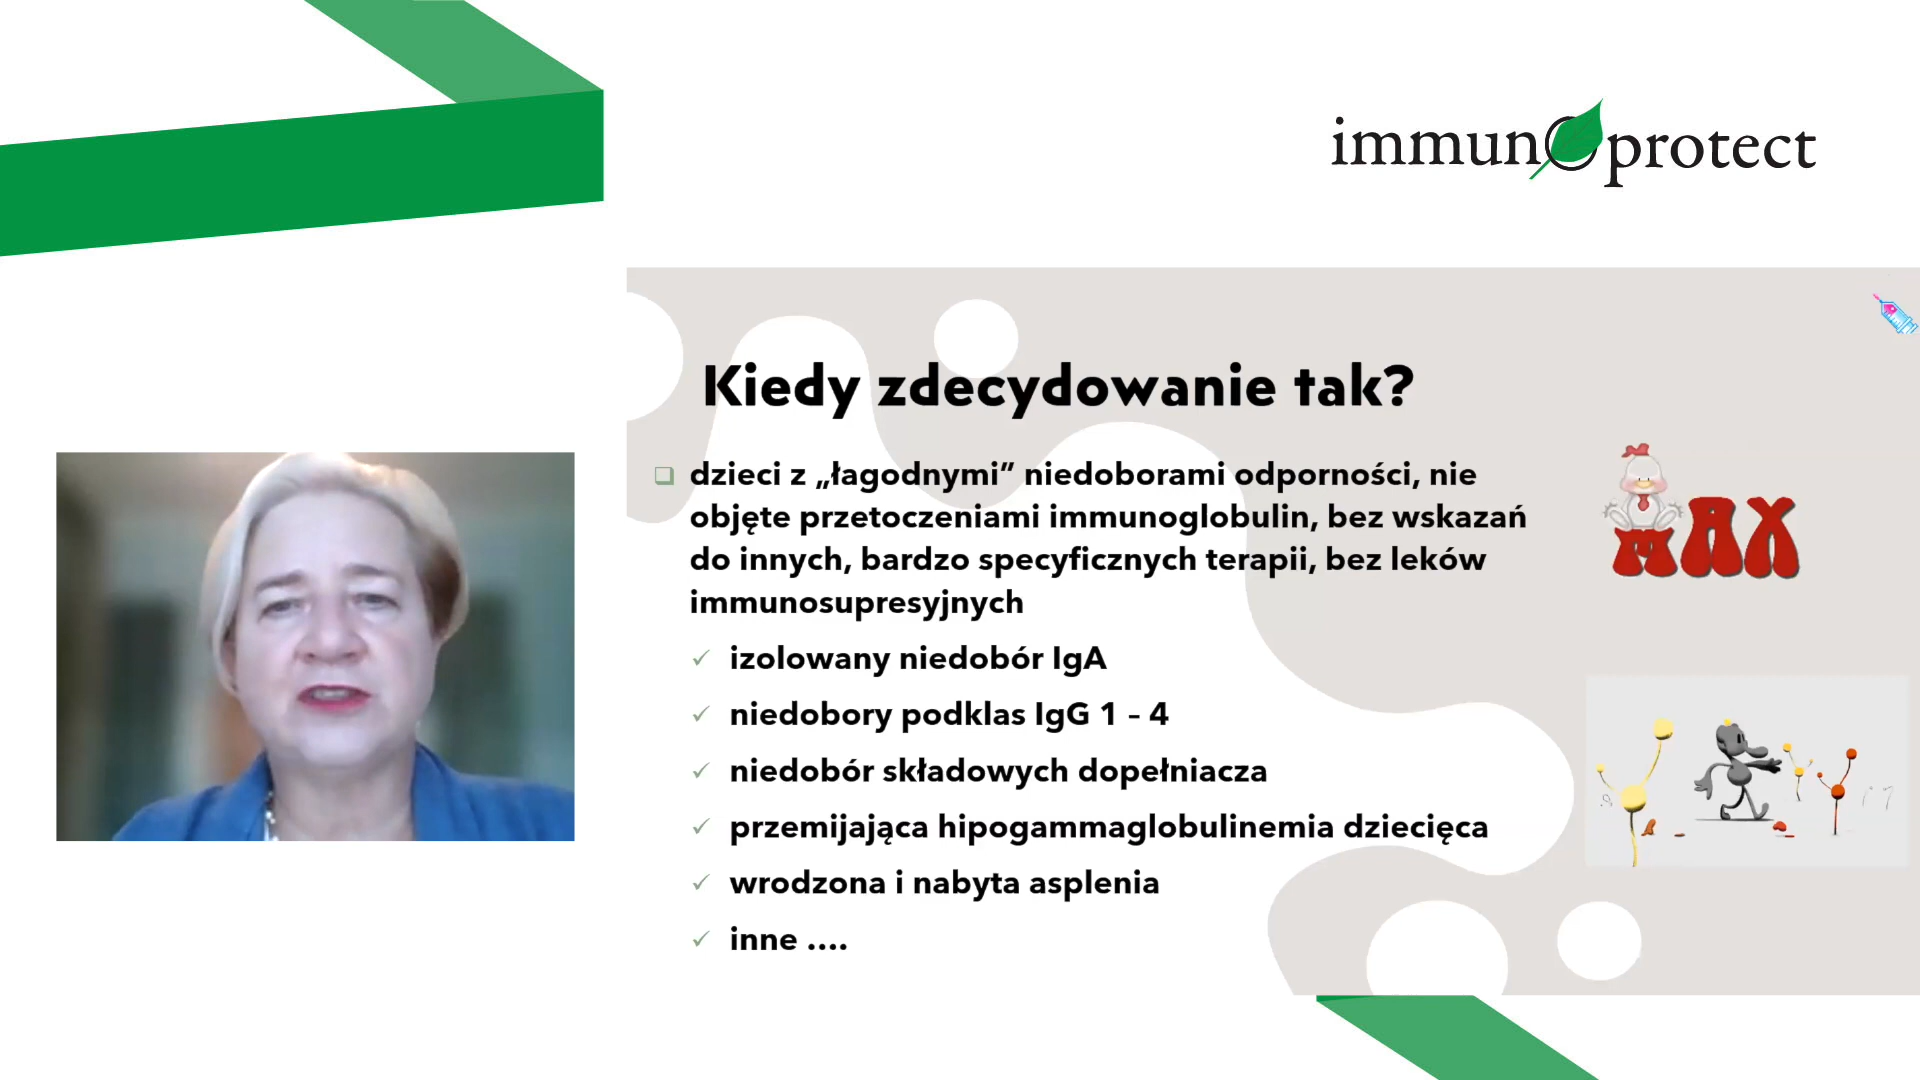 immunoprotect
Kiedy zdecydowanie tak?
dzieci z „łagodnymi” niedoborami odporności, nie
objęte przetoczeniami immunoglobulin, bez wskazań
do innych, bardzo specyficznych terapii, bez leków
immunosupresyjnych
izolowany niedobór IgA
niedobory podklas IgG 1 – 4
niedobór składowych dopełniacza
przemijająca hipogammaglobulinemia dziecięca
wrodzona i nabyta asplenia
inne ....
MAX